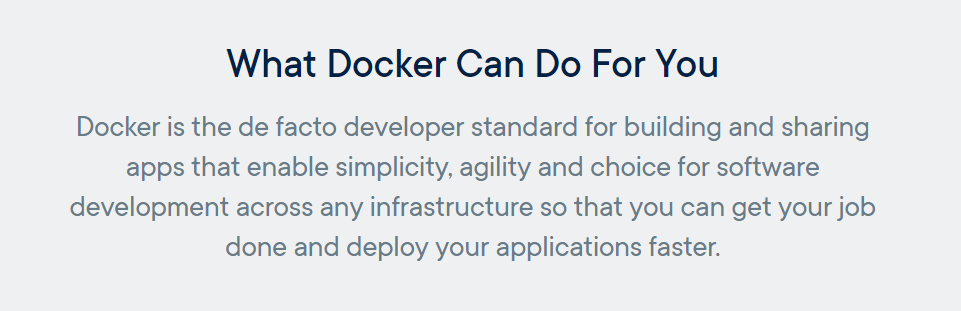 What Docker Can Do For You
Docker is the de facto developer standard for building and sharing
apps that enable simplicity, agility and choice for software
development across any infrastructure so that you can get your job
done and deploy your applications faster.